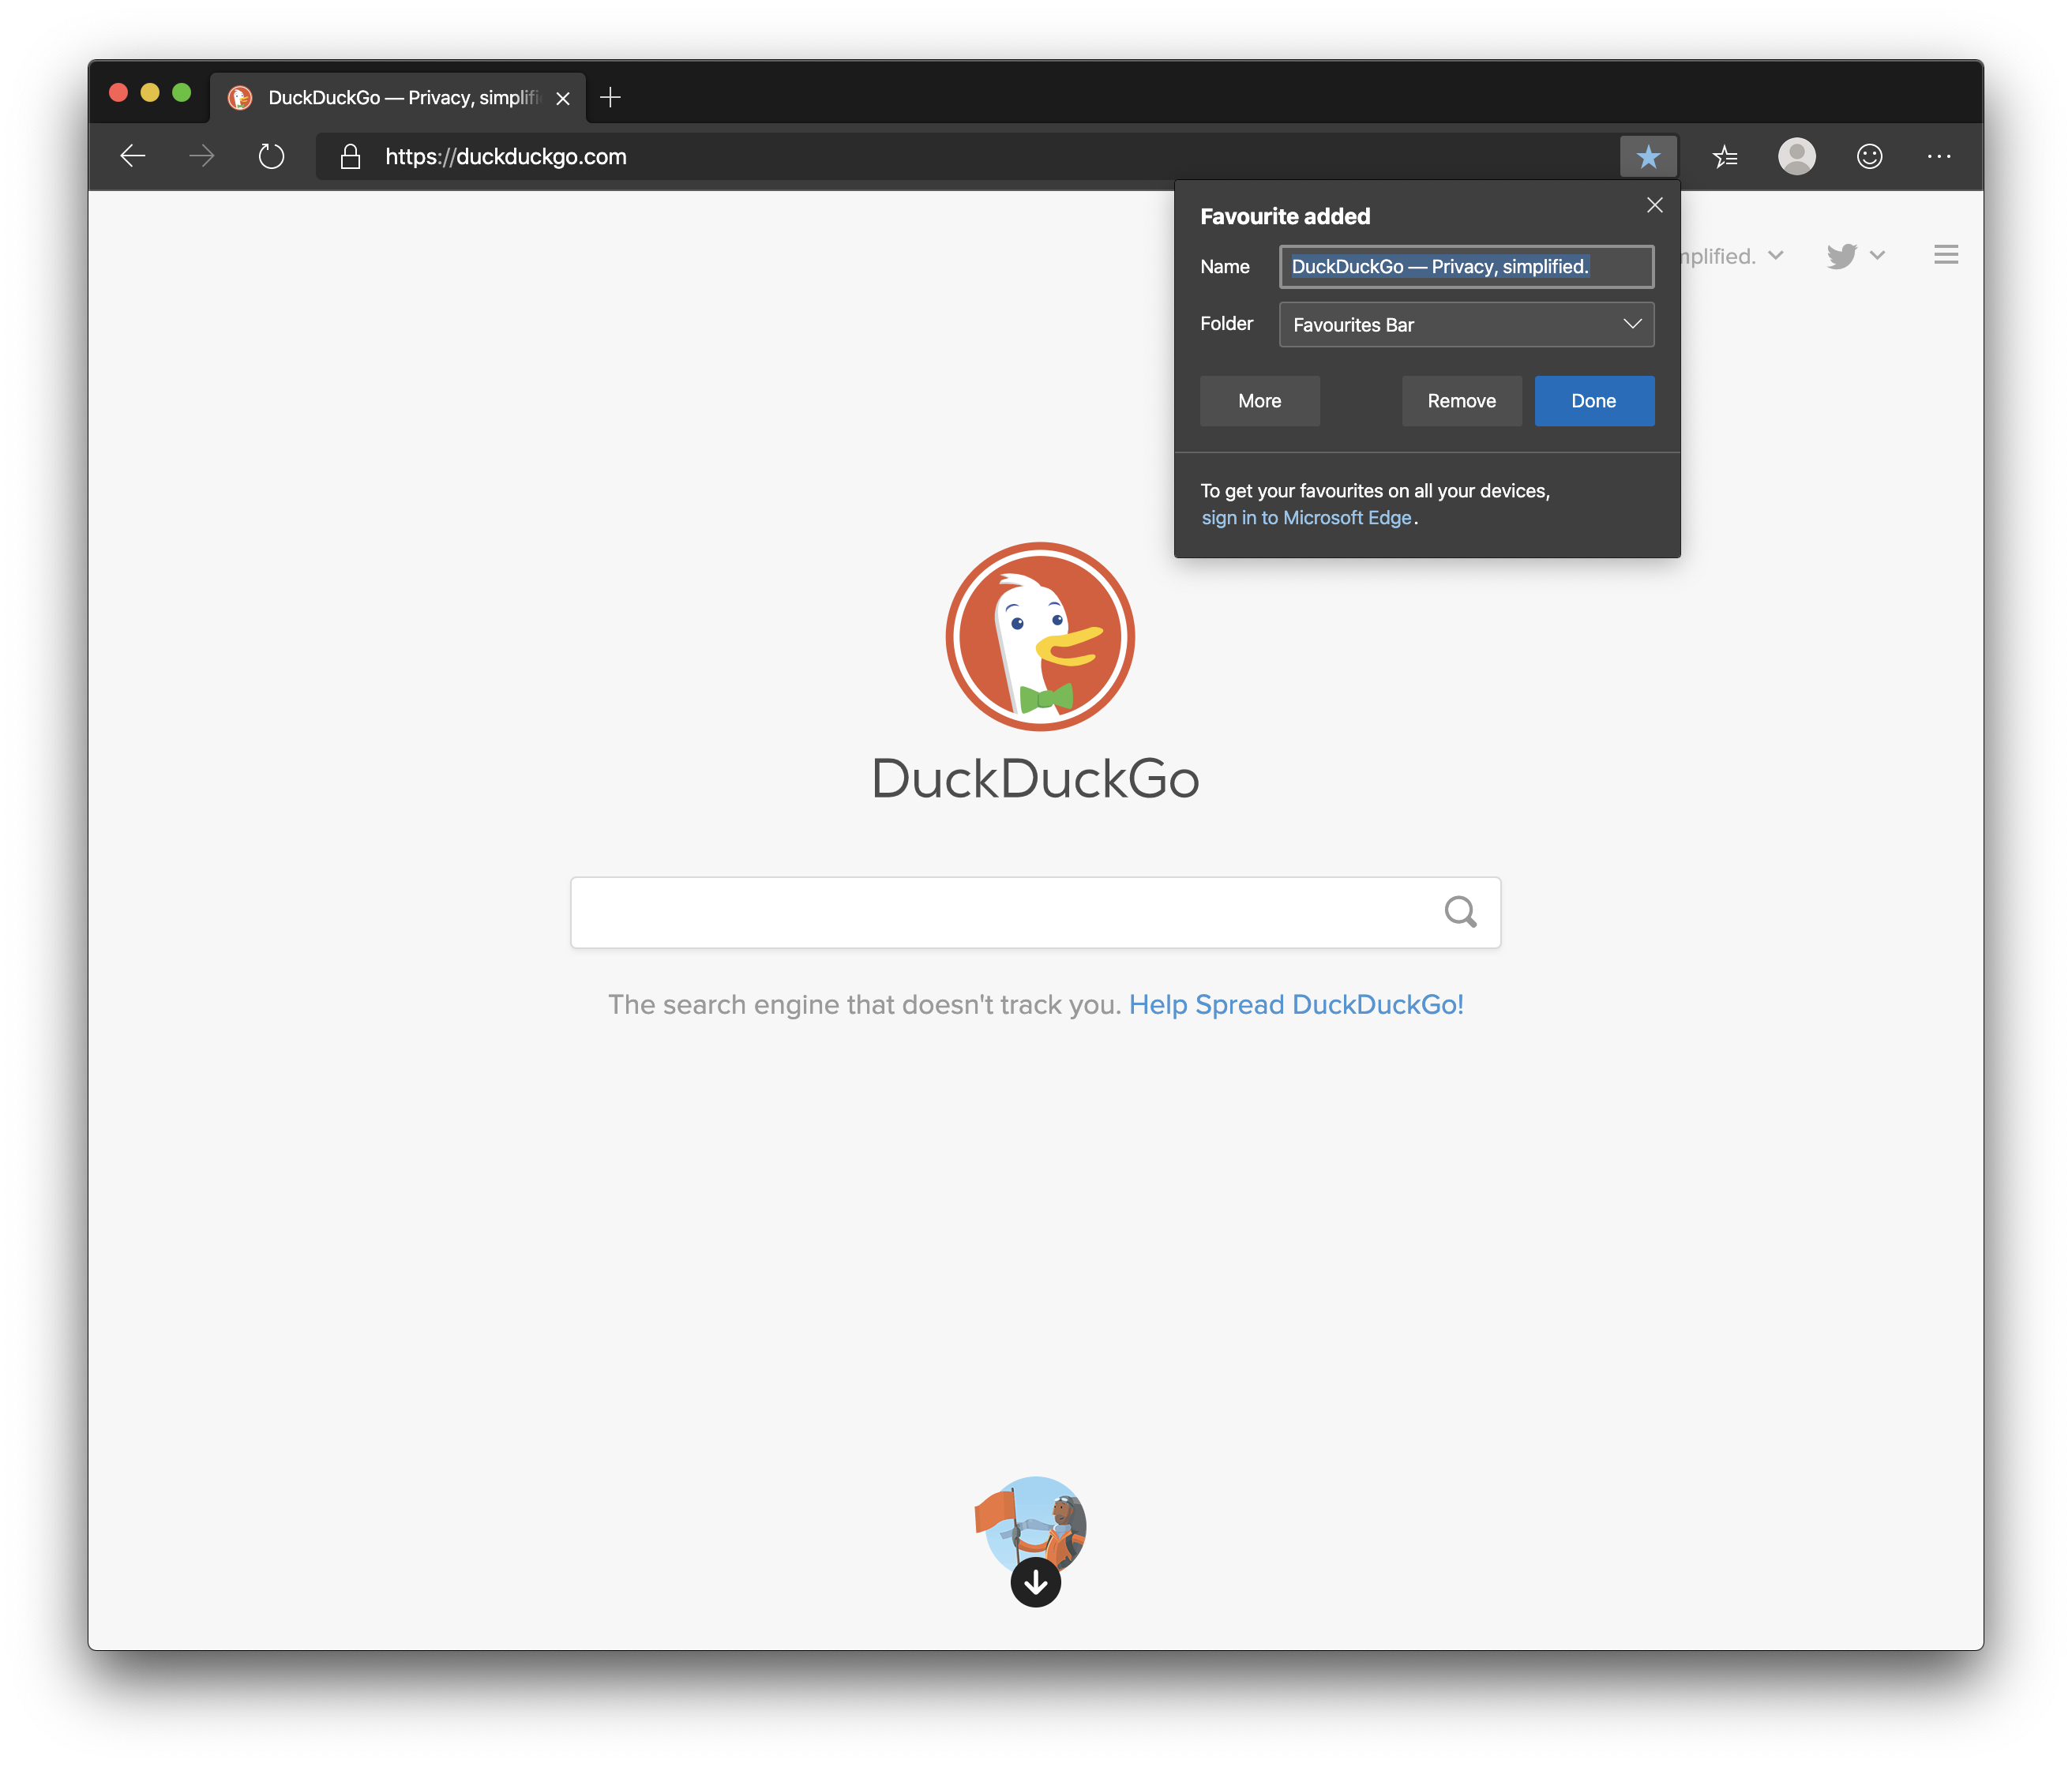 DuckDuckGo — Privacy, simplifi
https://duckduckgo.com
Favourite added
Name DuckDuckGo — Privacy, simplified.
Folder Favourites Bar
More Remove Done
To get your favourites on all your devices,
sign in to Microsoft Edge.
mplified.
DuckDuckGo
The search engine that doesn't track you. Help Spread DuckDuckGo!